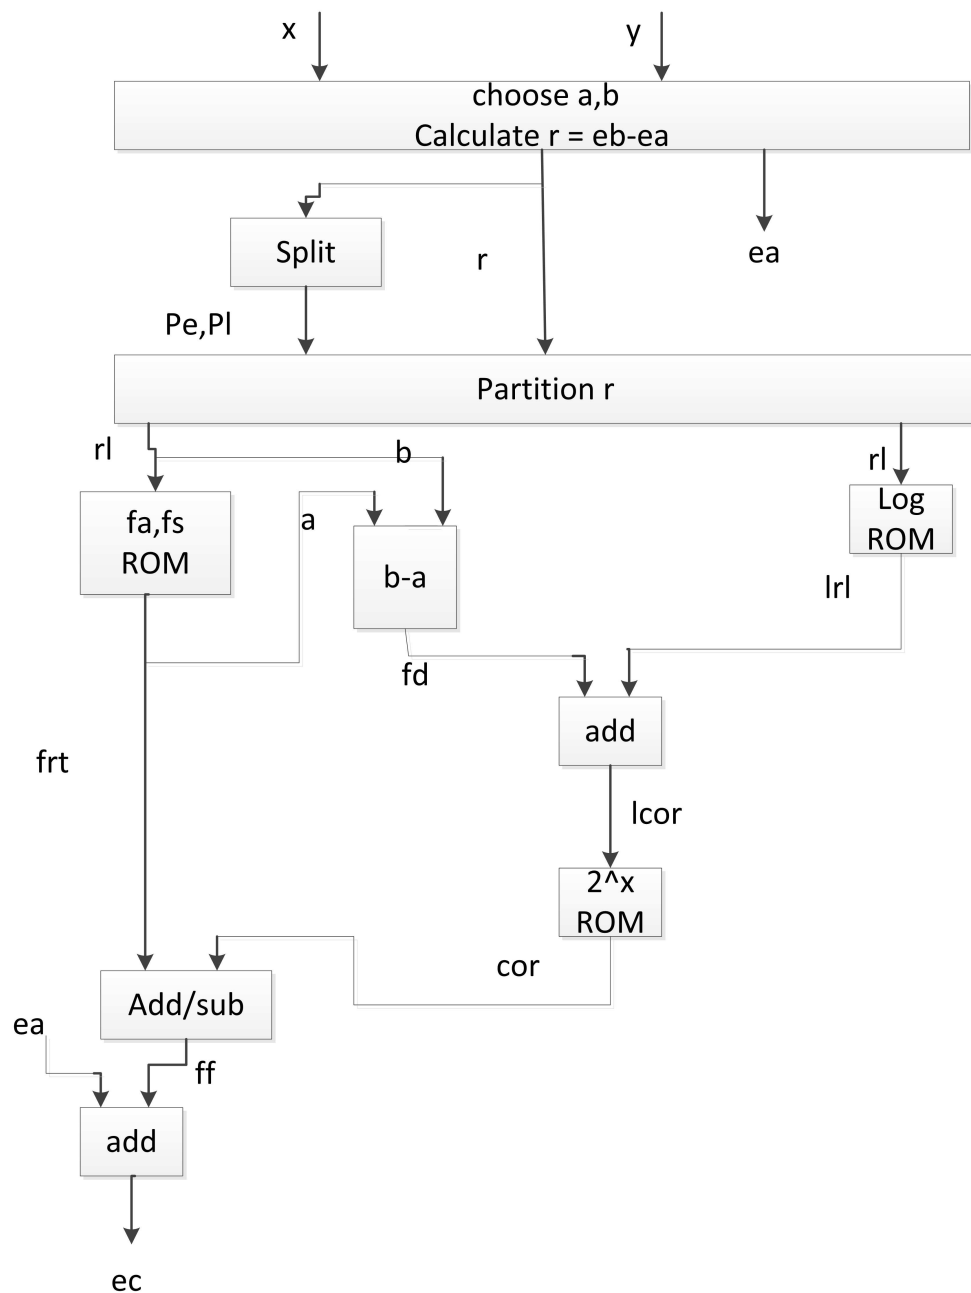 x
y
choose a,b
Calculate r = eb-ea
Split
r
ea
Pe,Pl
Partition r
rl
b
rl
fa,fs
ROM
a
b-a
Log
ROM
lrl
fd
add
frt
lcor
2^x
ROM
cor
Add/sub
ea
ff
add
ec